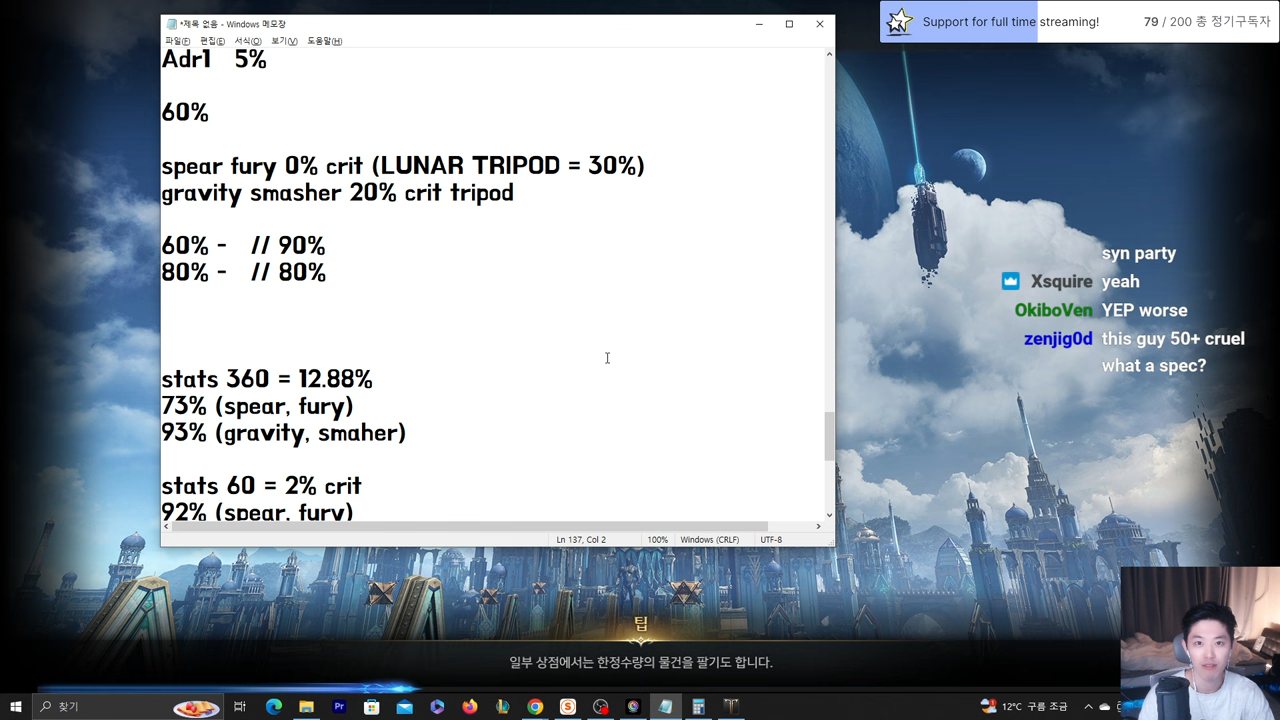 *제목 없음 - Windows 메모장
파일(F) 편집(E) 서식(O) 보기(V) 도움말(H)
Adr1 5%
60%
spear fury 0% crit (LUNAR TRIPOD = 30%)
gravity smasher 20% crit tripod
60% - // 90%
80% - // 80%
stats 360 = 12.88%
73% (spear, fury)
93% (gravity, smaher)
stats 60 = 2% crit
92% (spear, fury)
Ln 137, Col 2 100% Windows (CRLF) UTF-8
Support for full time streaming! 79 / 200 총 정기구독자
syn party
Xsquire yeah
OkiboVen YEP worse
zenjig0d this guy 50+ cruel
what a spec?
팁
일부 상점에서는 한정수량의 물건을 팔기도 합니다.
찾기
12°C 구름 조금